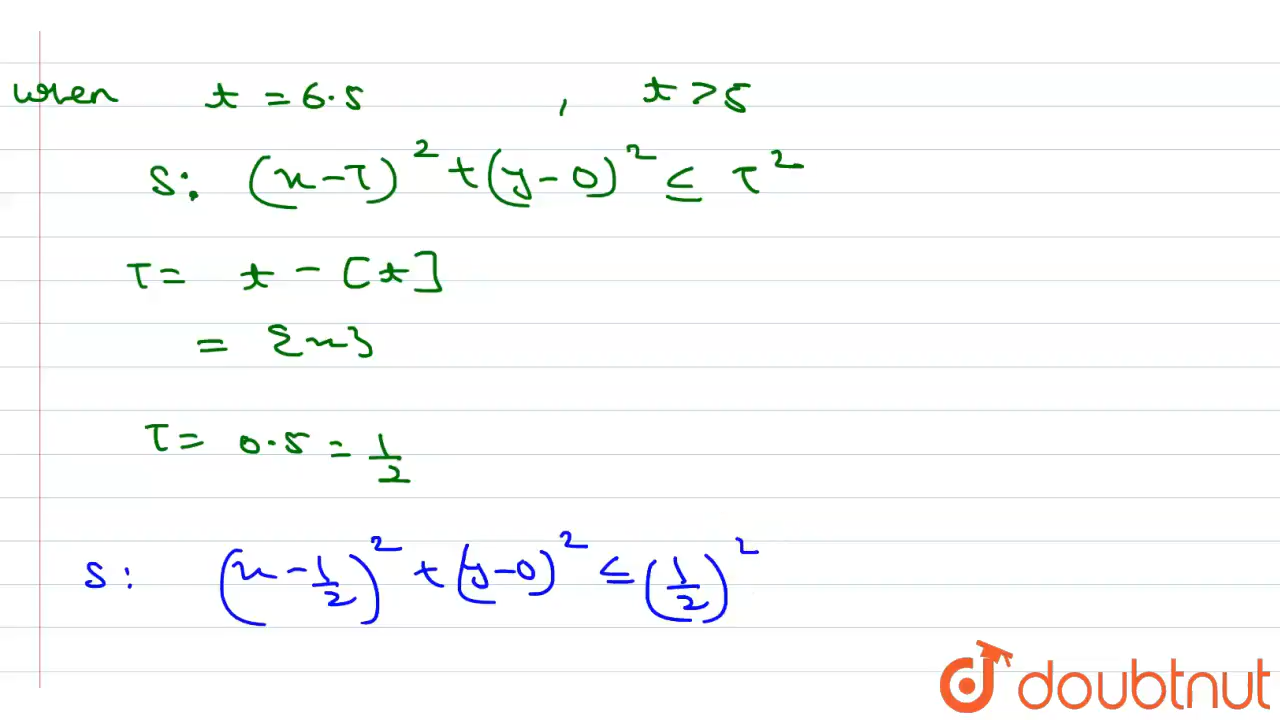 when t = 6.5 , t > 5
S: (x-T)² + (y-0)² ≤ T²
T = t - [t]
= {x}
T = 0.5 = 1/2
S: (x - 1/2)² + (y-0)² ≤ (1/2)²
doubtnut